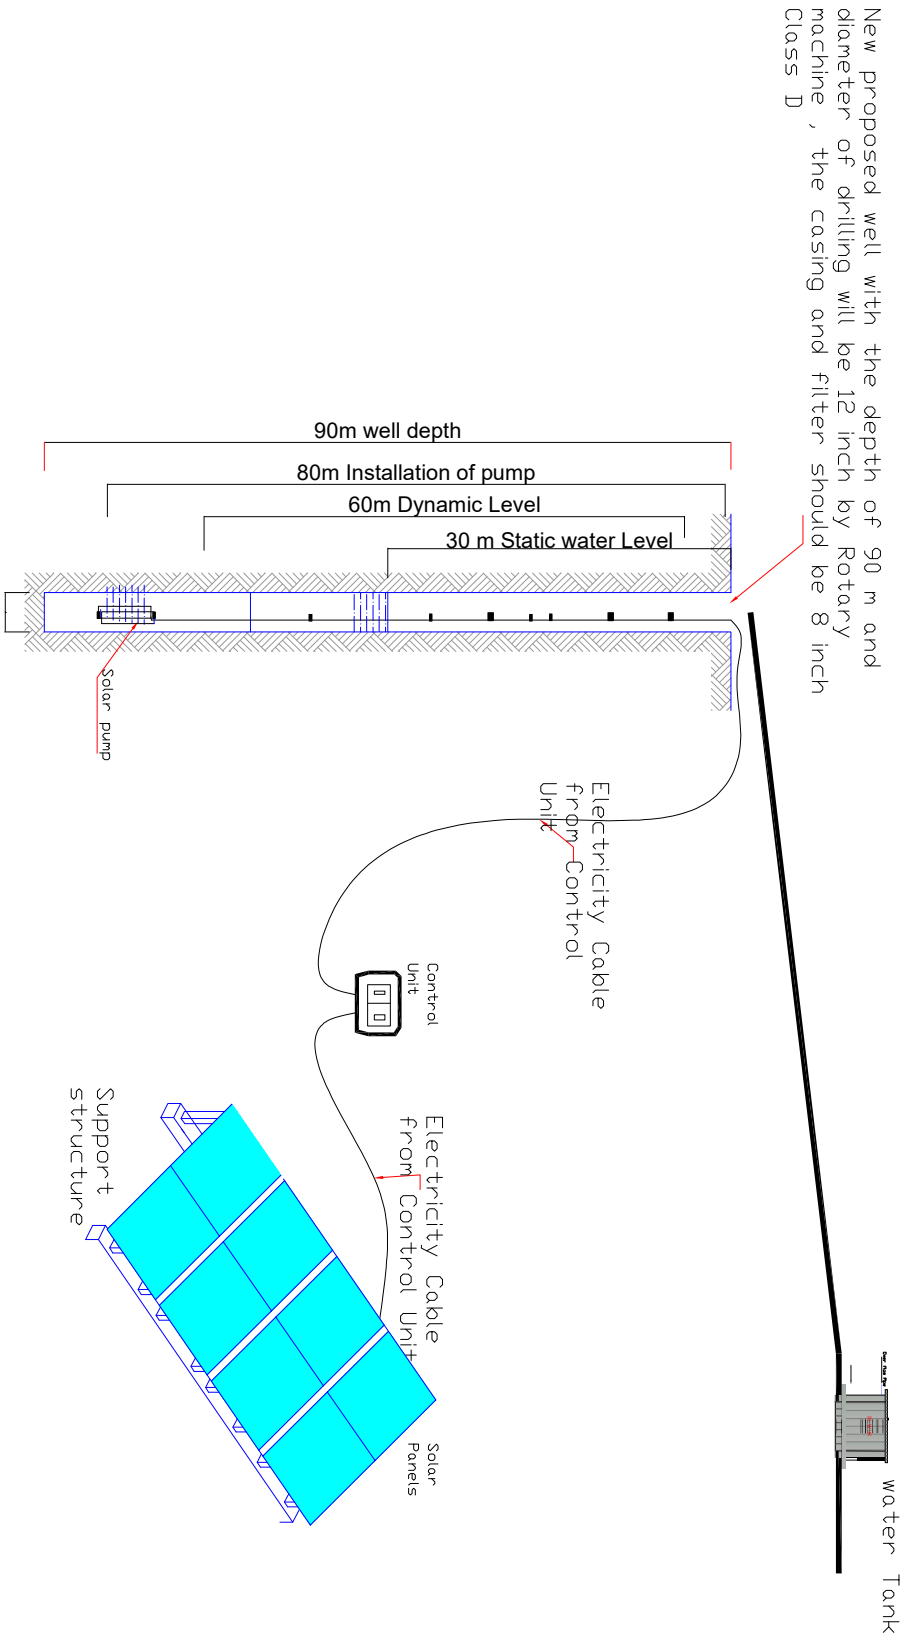 New proposed well with the depth of 90 m and
diameter of drilling will be 12 inch by Rotary
machine , the casing and filter should be 8 inch
Class D
90m well depth
80m Installation of pump
60m Dynamic Level
30 m Static water Level
Solar pump
Electricity Cable
from Control
Unit
Control
Unit
Electricity Cable
from Control Unit
Support
structure
Solar
Panels
Over Flow Pipe
water Tank